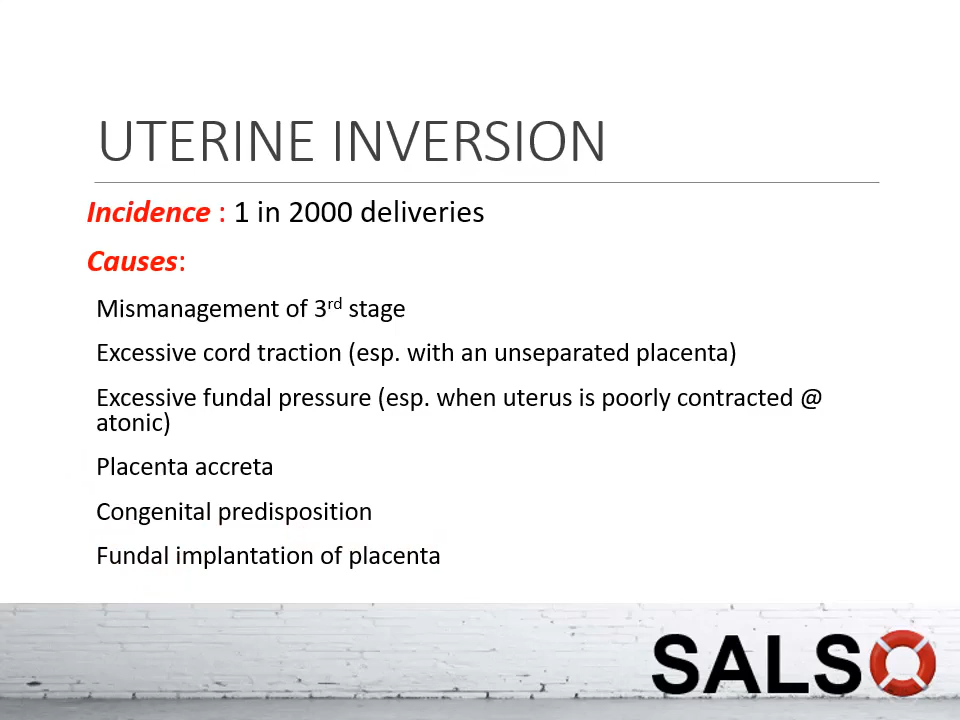 UTERINE INVERSION
Incidence : 1 in 2000 deliveries
Causes:
Mismanagement of 3rd stage
Excessive cord traction (esp. with an unseparated placenta)
Excessive fundal pressure (esp. when uterus is poorly contracted @
atonic)
Placenta accreta
Congenital predisposition
Fundal implantation of placenta
SALSO